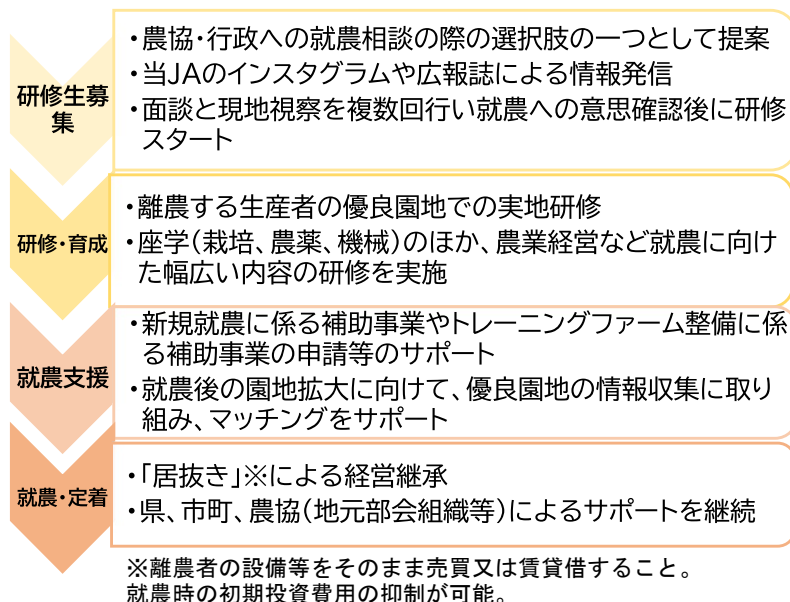 研修生募
集
・農協・行政への就農相談の際の選択肢の一つとして提案
・当JAのインスタグラムや広報誌による情報発信
・面談と現地視察を複数回行い就農への意思確認後に研修
スタート
研修・育成
・離農する生産者の優良園地での実地研修
・座学(栽培、農薬、機械)のほか、農業経営など就農に向け
た幅広い内容の研修を実施
就農支援
・新規就農に係る補助事業やトレーニングファーム整備に係
る補助事業の申請等のサポート
・就農後の園地拡大に向けて、優良園地の情報収集に取り
組み、マッチングをサポート
就農・定着
・「居抜き」※による経営継承
・県、市町、農協(地元部会組織等)によるサポートを継続
※離農者の設備等をそのまま売買又は賃貸借すること。
就農時の初期投資費用の抑制が可能。